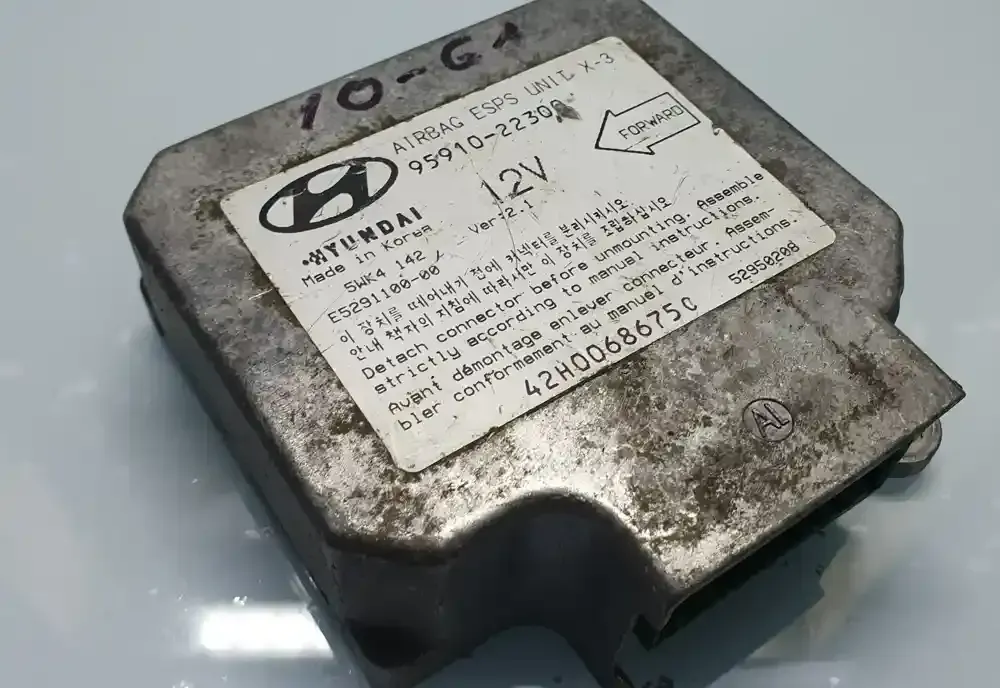 10-G1
AIRBAG ESPS UNIT X-3
95910-22300
FORWARD
12V
HYUNDAI
Made in Korea
Ver:2.1
5WK4 142
E5291100-00
이 장치를 떼어내기 전에 커넥터를 분리시키시오
안내 책자의 지침에 따라서만 이 장치를 조립하십시오
Detach connector before unmounting. Assemble
strictly according to manual instructions.
Avant démontage enlever connecteur. Assem-
bler conformement au manuel d'instructions.
52950208
42H0068675C
AL